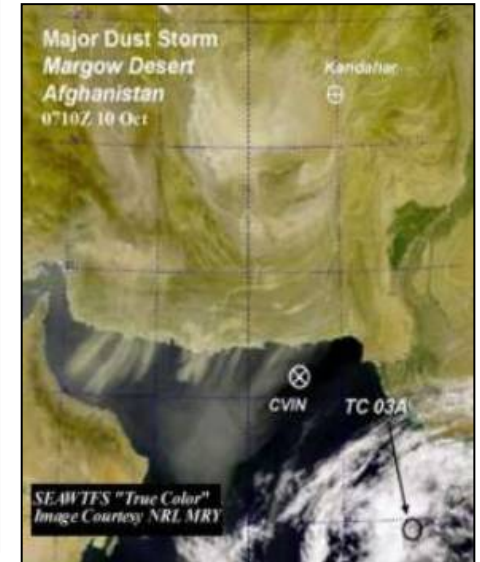 Major Dust Storm
Margow Desert
Afghanistan
0710Z 10 Oct
Kandahar
CVIN
TC 03A
SEAWTFS "True Color"
Image Courtesy NRL MRY